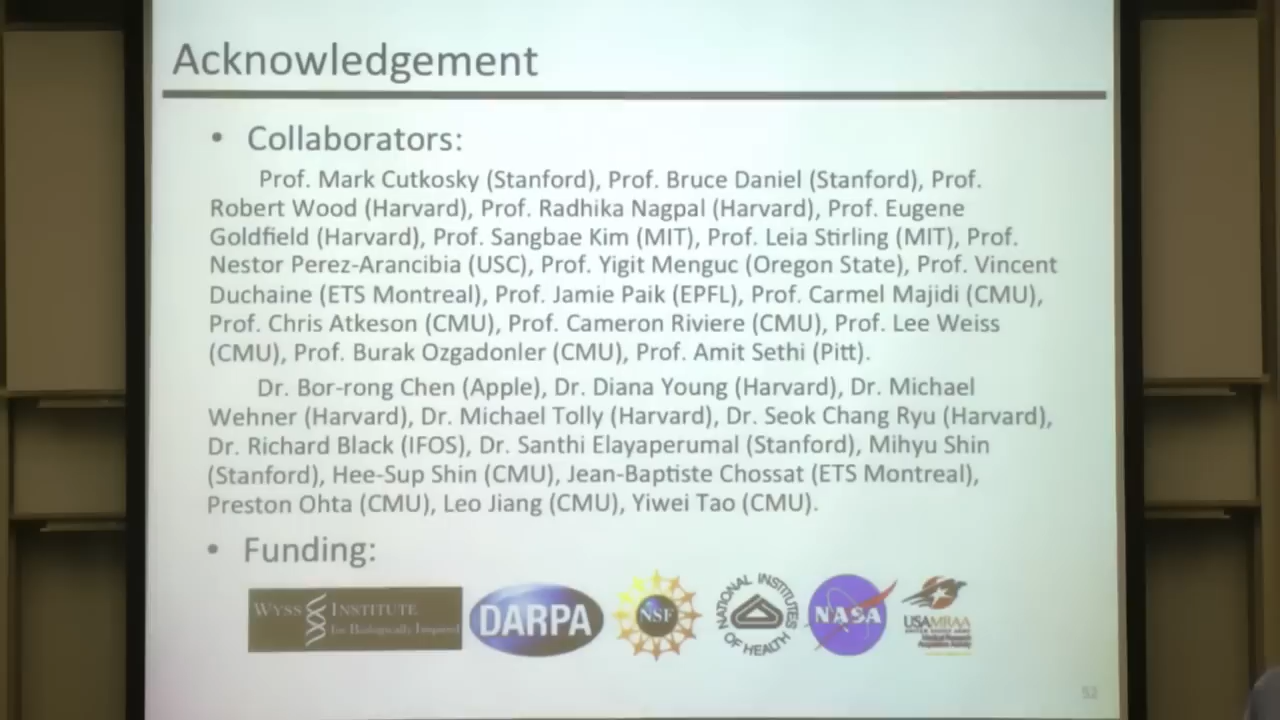 Acknowledgement
• Collaborators:
Prof. Mark Cutkosky (Stanford), Prof. Bruce Daniel (Stanford), Prof.
Robert Wood (Harvard), Prof. Radhika Nagpal (Harvard), Prof. Eugene
Goldfield (Harvard), Prof. Sangbae Kim (MIT), Prof. Leia Stirling (MIT), Prof.
Nestor Perez-Arancibia (USC), Prof. Yigit Menguc (Oregon State), Prof. Vincent
Duchaine (ETS Montreal), Prof. Jamie Paik (EPFL), Prof. Carmel Majidi (CMU),
Prof. Chris Atkeson (CMU), Prof. Cameron Riviere (CMU), Prof. Lee Weiss
(CMU), Prof. Burak Ozgadonler (CMU), Prof. Amit Sethi (Pitt).
Dr. Bor-rong Chen (Apple), Dr. Diana Young (Harvard), Dr. Michael
Wehner (Harvard), Dr. Michael Tolly (Harvard), Dr. Seok Chang Ryu (Harvard),
Dr. Richard Black (IFOS), Dr. Santhi Elayaperumal (Stanford), Mihyu Shin
(Stanford), Hee-Sup Shin (CMU), Jean-Baptiste Chossat (ETS Montreal),
Preston Ohta (CMU), Leo Jiang (CMU), Yiwei Tao (CMU).
• Funding:
WYSS INSTITUTE
for Biologically Inspired
DARPA
NSF
NATIONAL INSTITUTES
OF HEALTH
NASA
USAMRAA
52